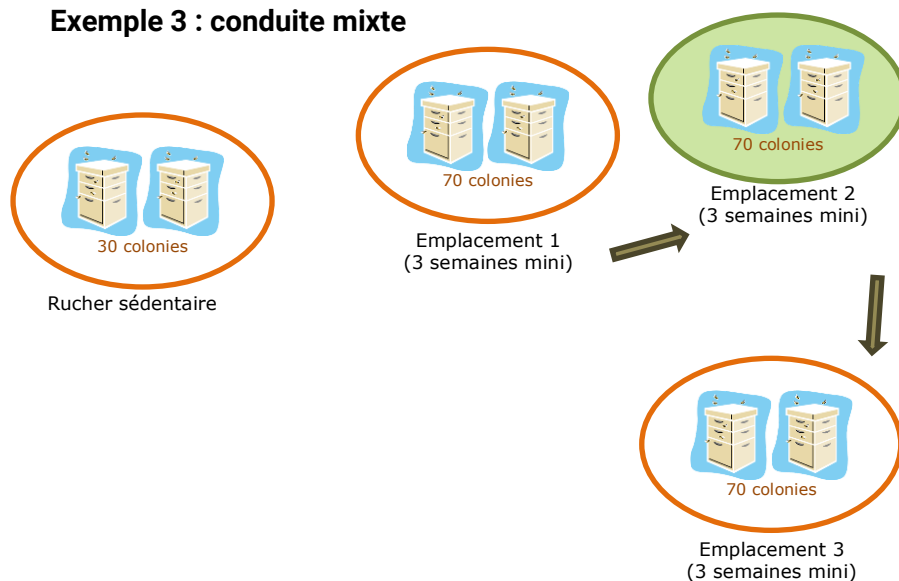 Exemple 3 : conduite mixte
30 colonies
Rucher sédentaire
70 colonies
Emplacement 1
(3 semaines mini)
70 colonies
Emplacement 2
(3 semaines mini)
70 colonies
Emplacement 3
(3 semaines mini)